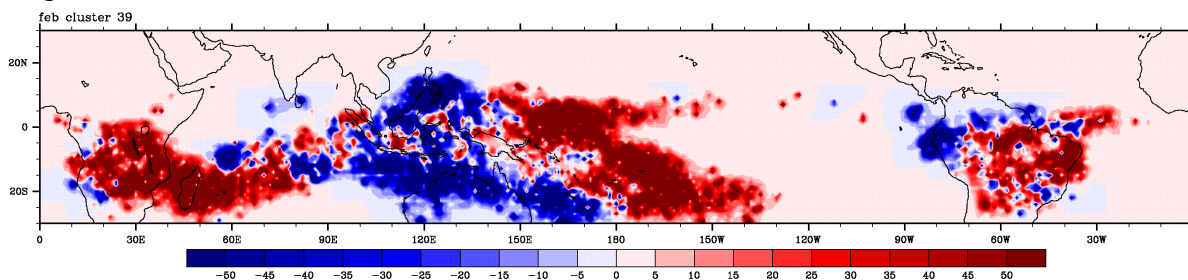 feb cluster 39
20N
0
20S
0 30E 60E 90E 120E 150E 180 150W 120W 90W 60W 30W
−50 −45 −40 −35 −30 −25 −20 −15 −10 −5 0 5 10 15 20 25 30 35 40 45 50